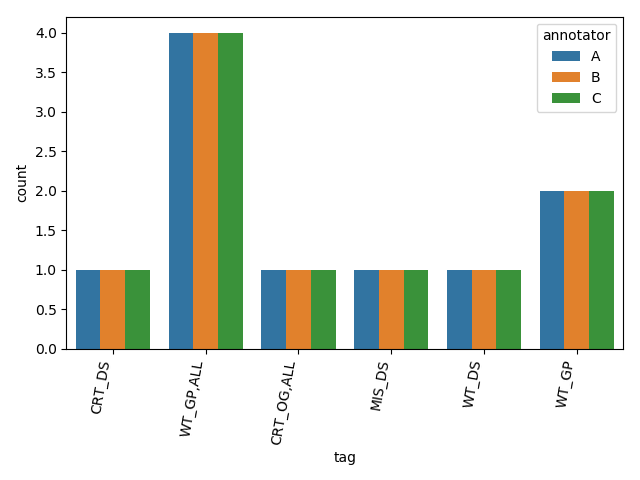 annotator
A
B
C
4.0
3.5
3.0
2.5
2.0
1.5
1.0
0.5
0.0
count
CRT_DS
WT_GP,ALL
CRT_OG,ALL
MIS_DS
WT_DS
WT_GP
tag